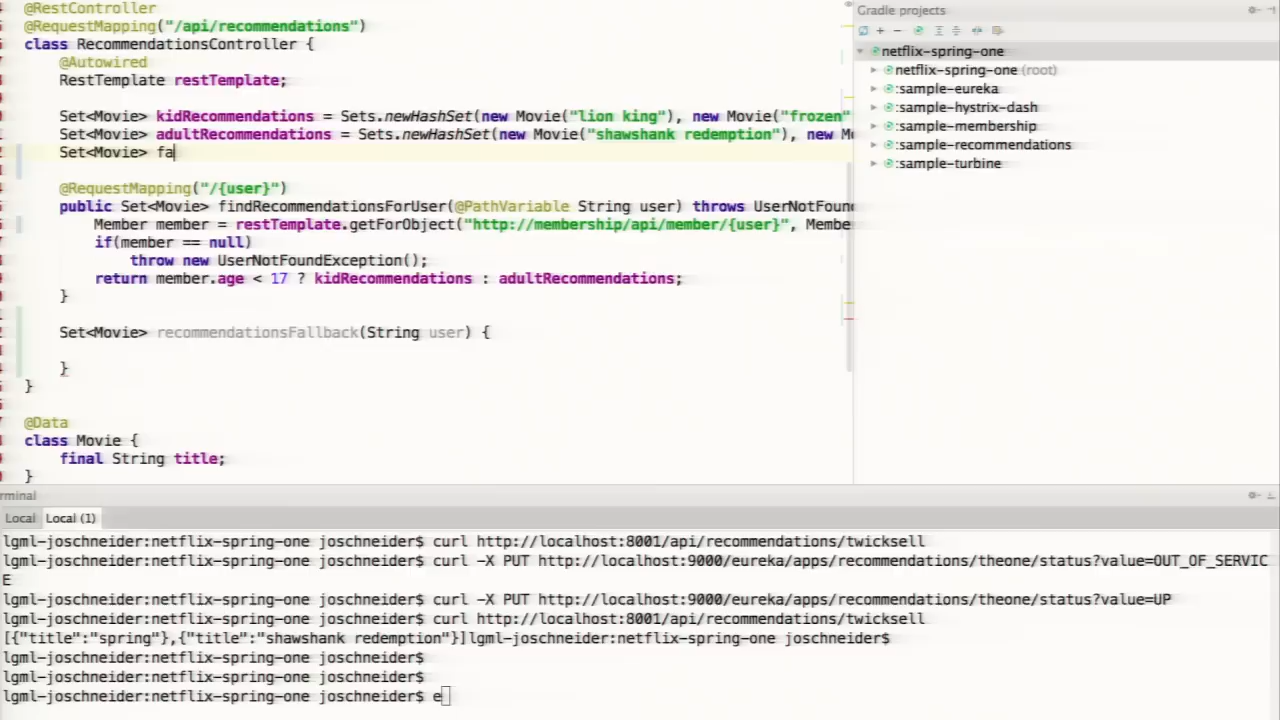 @RestController
@RequestMapping("/api/recommendations")
class RecommendationsController {
@Autowired
RestTemplate restTemplate;
Set<Movie> kidRecommendations = Sets.newHashSet(new Movie("lion king"), new Movie("frozen"
Set<Movie> adultRecommendations = Sets.newHashSet(new Movie("shawshank redemption"), new M
Set<Movie> fa
@RequestMapping("/{user}")
public Set<Movie> findRecommendationsForUser(@PathVariable String user) throws UserNotFoun
Member member = restTemplate.getForObject("http://membership/api/member/{user}", Membe
if(member == null)
throw new UserNotFoundException();
return member.age < 17 ? kidRecommendations : adultRecommendations;
}
Set<Movie> recommendationsFallback(String user) {
}
}
@Data
class Movie {
final String title;
}
Gradle projects
netflix-spring-one
netflix-spring-one (root)
:sample-eureka
:sample-hystrix-dash
:sample-membership
:sample-recommendations
:sample-turbine
rminal
Local Local (1)
lgml-joschneider:netflix-spring-one joschneider$ curl http://localhost:8001/api/recommendations/twicksell
lgml-joschneider:netflix-spring-one joschneider$ curl -X PUT http://localhost:9000/eureka/apps/recommendations/theone/status?value=OUT_OF_SERVIC
E
lgml-joschneider:netflix-spring-one joschneider$ curl -X PUT http://localhost:9000/eureka/apps/recommendations/theone/status?value=UP
lgml-joschneider:netflix-spring-one joschneider$ curl http://localhost:8001/api/recommendations/twicksell
[{"title":"spring"},{"title":"shawshank redemption"}]lgml-joschneider:netflix-spring-one joschneider$
lgml-joschneider:netflix-spring-one joschneider$
lgml-joschneider:netflix-spring-one joschneider$
lgml-joschneider:netflix-spring-one joschneider$ e